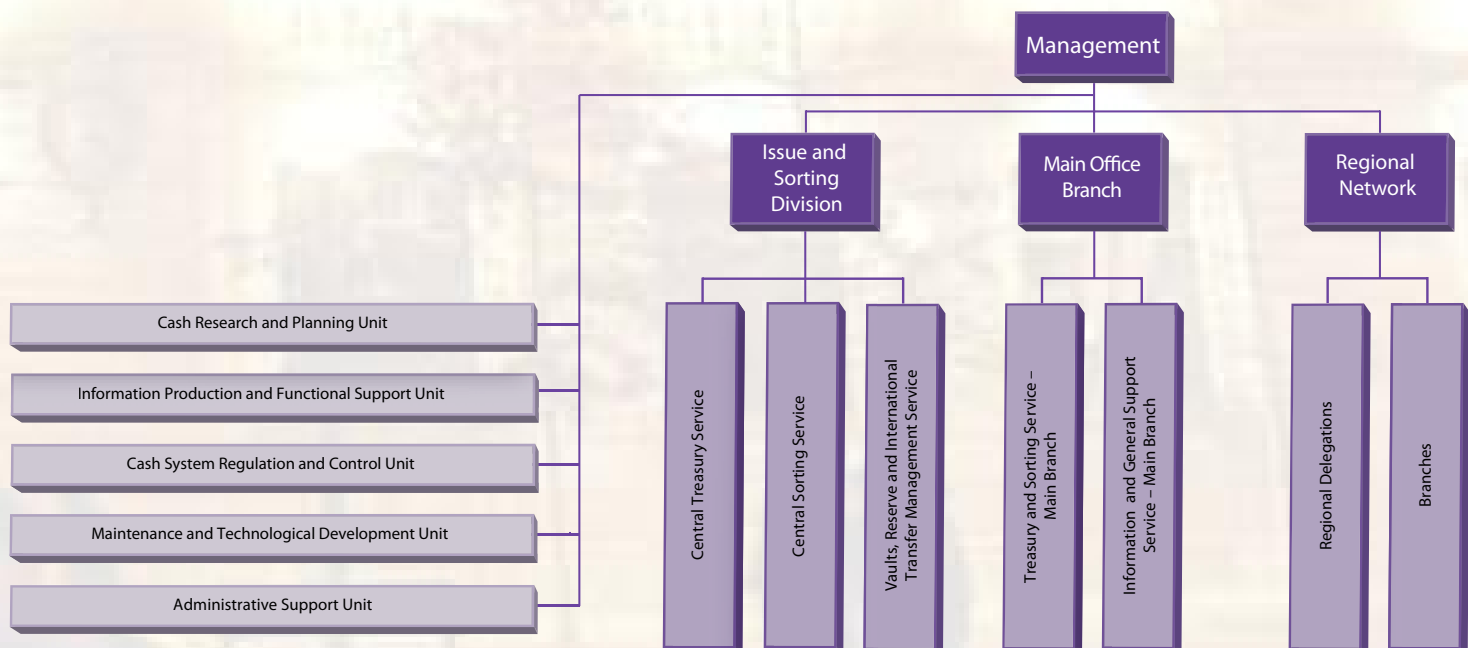 Management
Issue and
Sorting
Division
Main Office
Branch
Regional
Network
Cash Research and Planning Unit
Information Production and Functional Support Unit
Cash System Regulation and Control Unit
Maintenance and Technological Development Unit
Administrative Support Unit
Central Treasury Service
Central Sorting Service
Vaults, Reserve and International
Transfer Management Service
Treasury and Sorting Service –
Main Branch
Information and General Support
Service – Main Branch
Regional Delegations
Branches